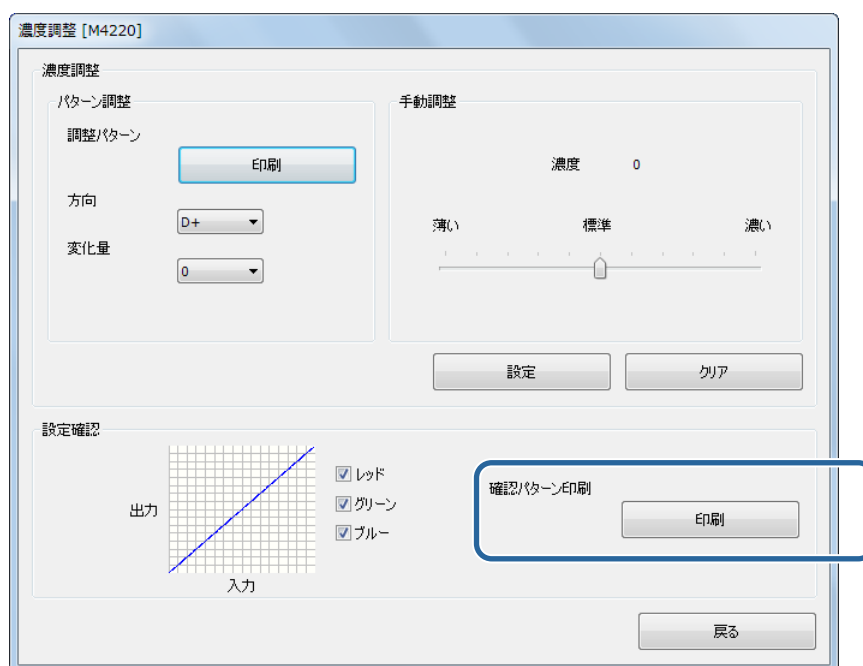 濃度調整 [M4220]
濃度調整
パターン調整
調整パターン
印刷
方向
D+
変化量
0
手動調整
濃度 0
薄い 標準 濃い
設定 クリア
設定確認
出力
入力
レッド
グリーン
ブルー
確認パターン印刷
印刷
戻る